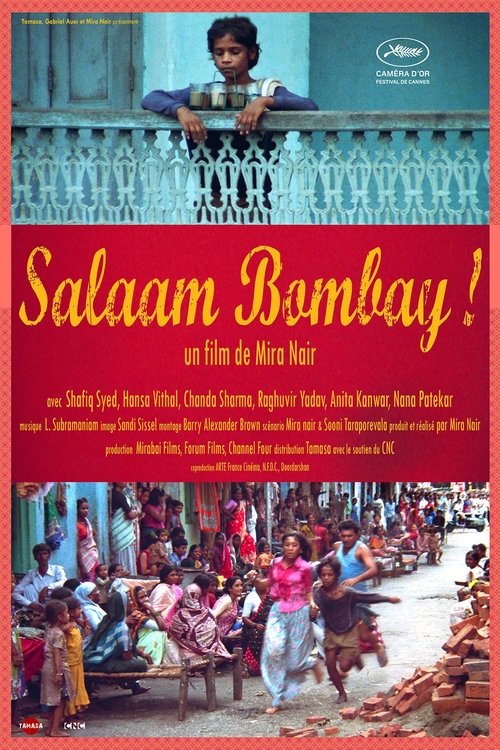 Tamasa, Gabriel Auer et Mira Nair présentent
CAMÉRA D'OR
FESTIVAL DE CANNES
Salaam Bombay !
un film de Mira Nair
avec Shafiq Syed, Hansa Vithal, Chanda Sharma, Raghuvir Yadav, Anita Kanwar, Nana Patekar
musique L. Subramaniam image Sandi Sissel montage Barry Alexander Brown scénario Mira nair & Sooni Taraporevala produit et réalisé par Mira Nair
production Mirabai Films, Forum Films, Channel Four distribution Tamasa avec le soutien du CNC
coproduction ARTE France Cinéma, N.F.D.C., Doordarshan
TAMASA CNC